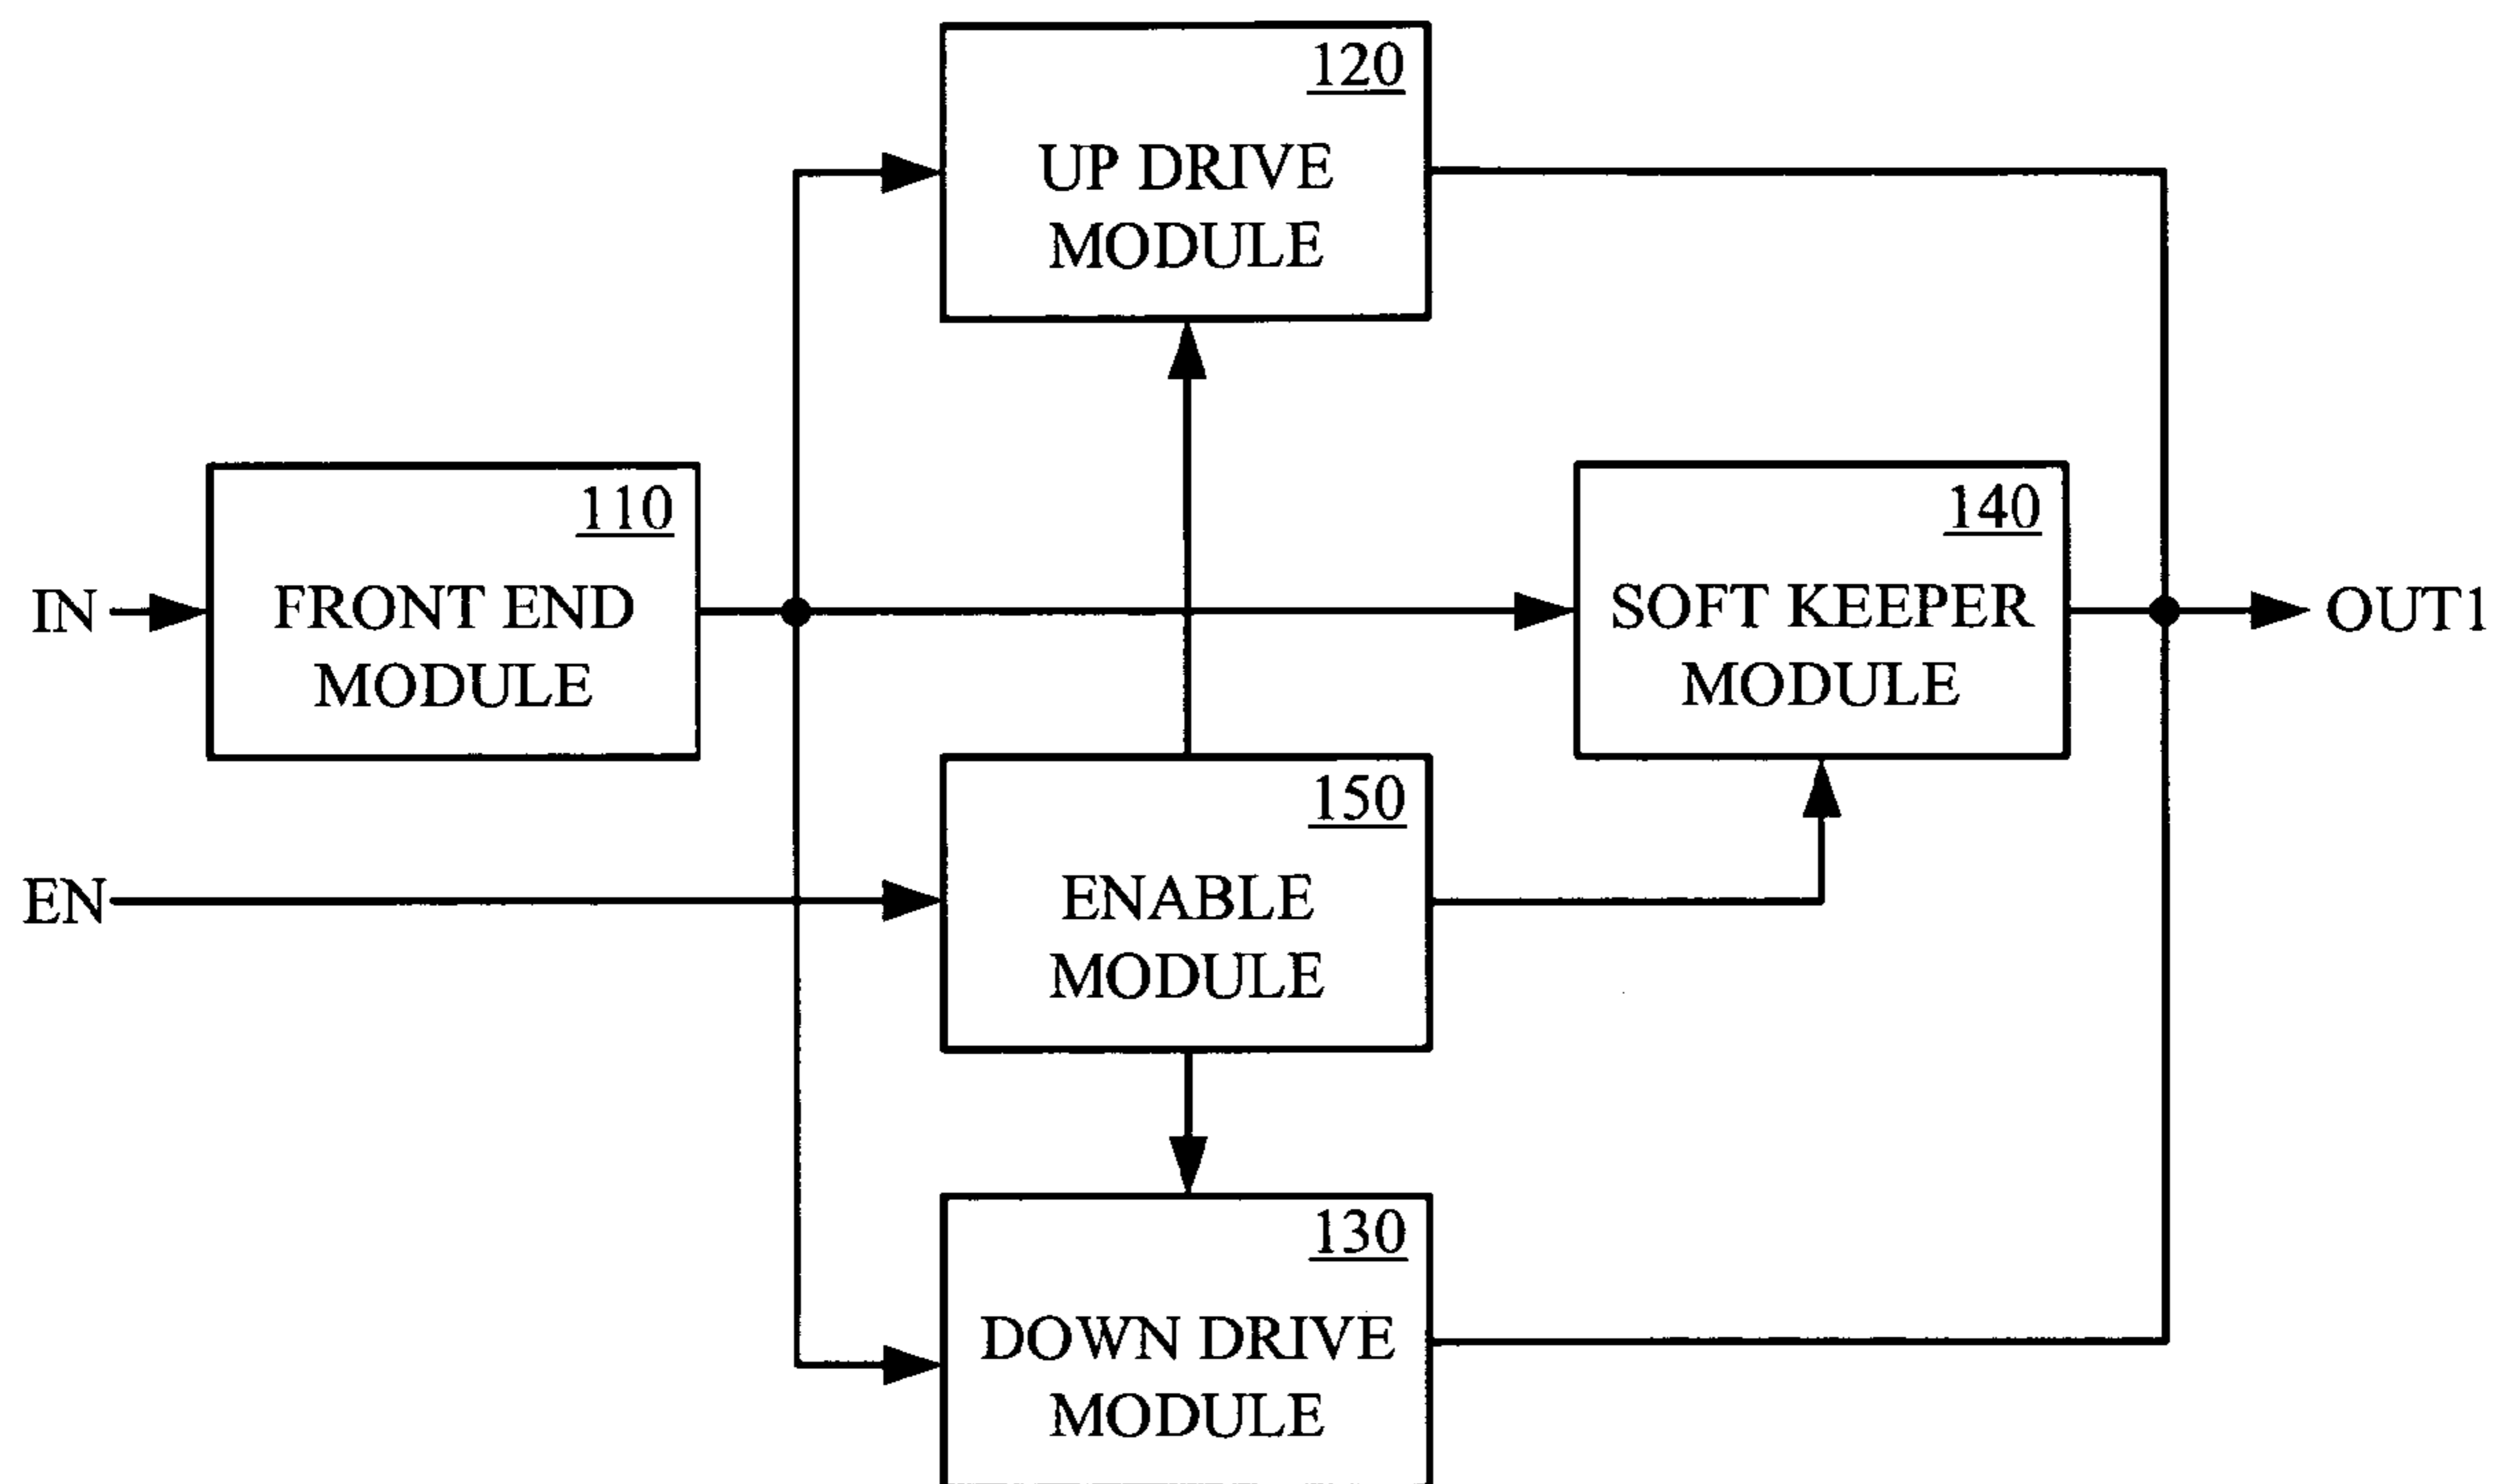 120
UP DRIVE
MODULE
110
FRONT END
MODULE
140
SOFT KEEPER
MODULE
IN
OUT1
150
ENABLE
MODULE
EN
130
DOWN DRIVE
MODULE